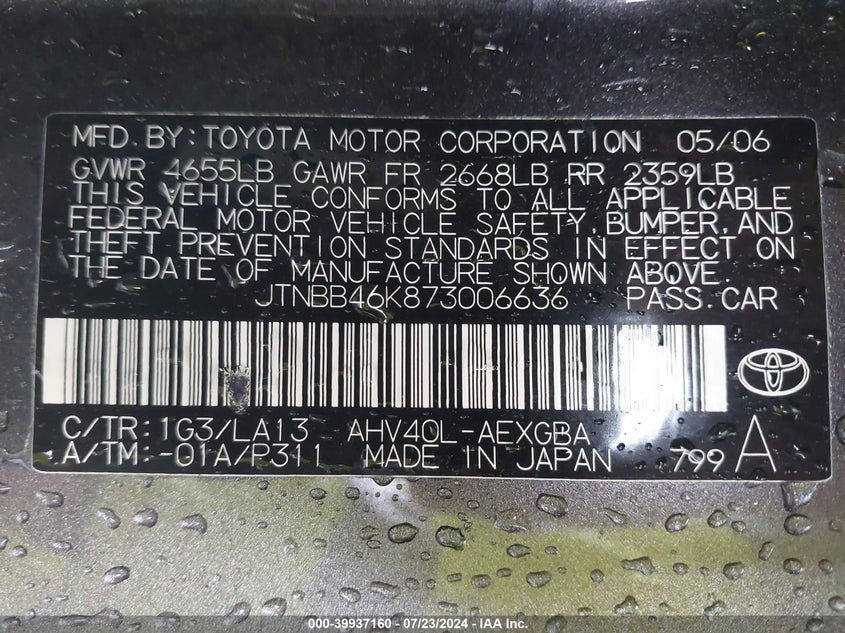 MFD.BY:TOYOTA MOTOR CORPORATION 05/06
GVWR 4655LB GAWR FR 2668LB RR 2359LB
THIS VEHICLE CONFORMS TO ALL APPLICABLE
FEDERAL MOTOR VEHICLE SAFETY,BUMPER,AND
THEFT PREVENTION STANDARDS IN EFFECT ON
THE DATE OF MANUFACTURE SHOWN ABOVE.
JTNBB46K873006636 PASS.CAR
C/TR:1G3/LA13 AHV40L-AEXGBA
A/TM:-01A/P311 MADE IN JAPAN 799 A
000-39937160 - 07/23/2024 - IAA Inc.